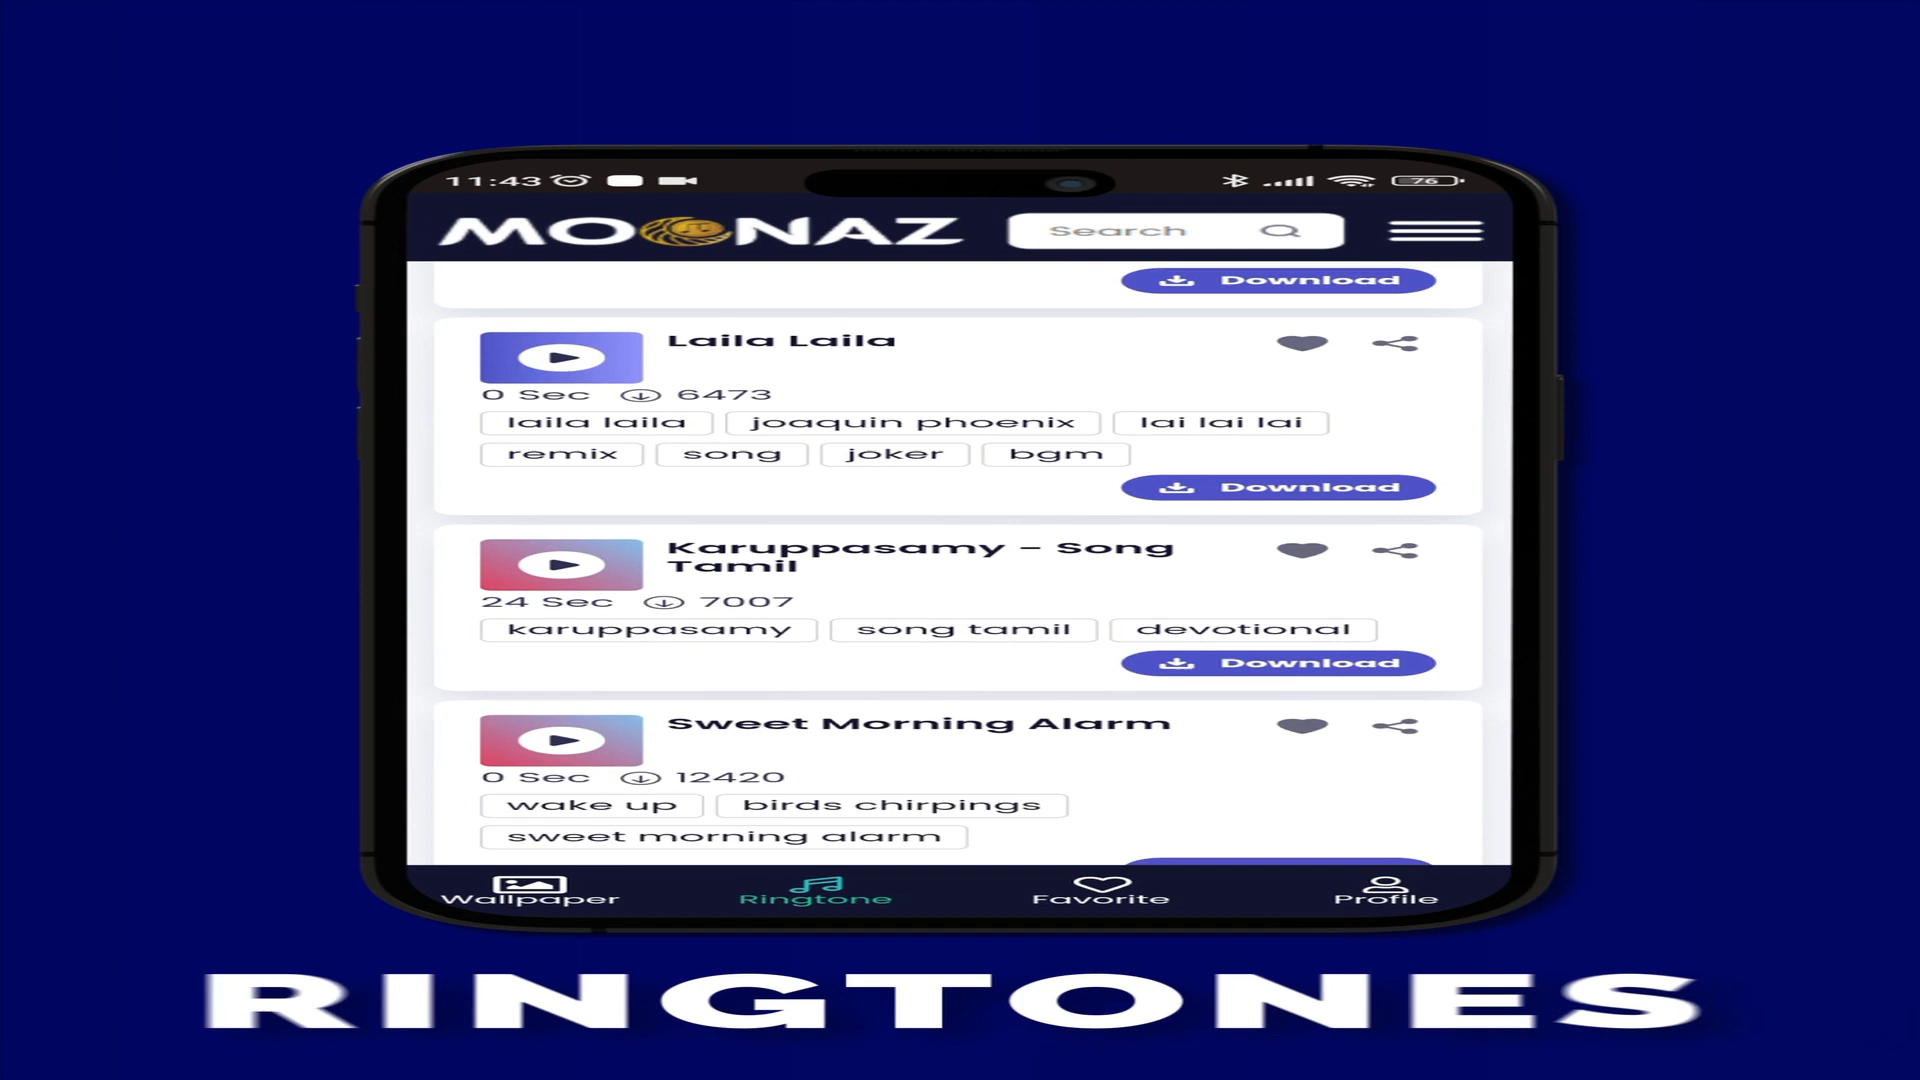 11:43 76
MOONAZ Search
Download
Laila Laila
0 Sec 6473
laila laila joaquin phoenix lai lai lai
remix song joker bgm
Download
Karuppasamy - Song
Tamil
24 Sec 7007
karuppasamy song tamil devotional
Download
Sweet Morning Alarm
0 Sec 12420
wake up birds chirpings
sweet morning alarm
Wallpaper Ringtone Favorite Profile
RINGTONES